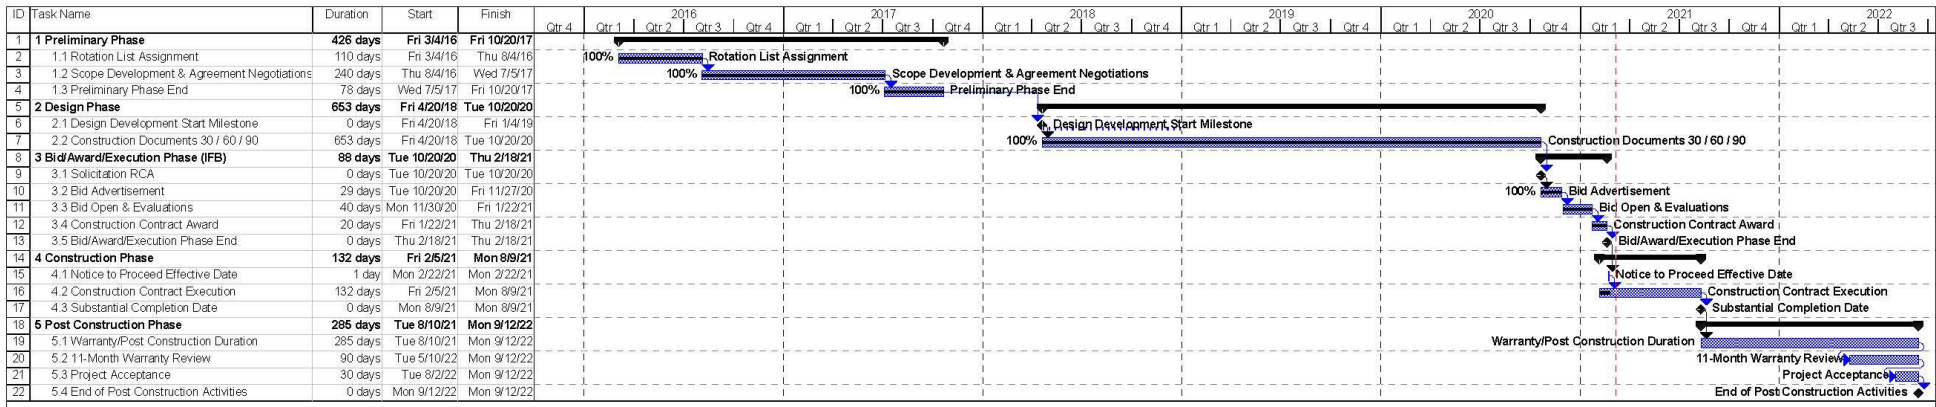 ID Task Name Duration Start Finish 2016 2017 2018 2019 2020 2021 2022
Qtr 4 Qtr 1 Qtr 2 Qtr 3 Qtr 4 Qtr 1 Qtr 2 Qtr 3 Qtr 4 Qtr 1 Qtr 2 Qtr 3 Qtr 4 Qtr 1 Qtr 2 Qtr 3 Qtr 4 Qtr 1 Qtr 2 Qtr 3 Qtr 4 Qtr 1 Qtr 2 Qtr 3 Qtr 4 Qtr 1 Qtr 2 Qtr 3
1 1 Preliminary Phase 426 days Fri 3/4/16 Fri 10/20/17
2 1.1 Rotation List Assignment 110 days Fri 3/4/16 Thu 8/4/16 100% Rotation List Assignment
3 1.2 Scope Development & Agreement Negotiations 240 days Thu 8/4/16 Wed 7/5/17 100% Scope Development & Agreement Negotiations
4 1.3 Preliminary Phase End 78 days Wed 7/5/17 Fri 10/20/17 100% Preliminary Phase End
5 2 Design Phase 653 days Fri 4/20/18 Tue 10/20/20
6 2.1 Design Development Start Milestone 0 days Fri 4/20/18 Fri 1/4/19 Design Development Start Milestone
7 2.2 Construction Documents 30 / 60 / 90 653 days Fri 4/20/18 Tue 10/20/20 100% Construction Documents 30 / 60 / 90
8 3 Bid/Award/Execution Phase (IFB) 88 days Tue 10/20/20 Thu 2/18/21
9 3.1 Solicitation RCA 0 days Tue 10/20/20 Tue 10/20/20
10 3.2 Bid Advertisement 29 days Tue 10/20/20 Fri 11/27/20 100% Bid Advertisement
11 3.3 Bid Open & Evaluations 40 days Mon 11/30/20 Fri 1/22/21 Bid Open & Evaluations
12 3.4 Construction Contract Award 20 days Fri 1/22/21 Thu 2/18/21 Construction Contract Award
13 3.5 Bid/Award/Execution Phase End 0 days Thu 2/18/21 Thu 2/18/21 Bid/Award/Execution Phase End
14 4 Construction Phase 132 days Fri 2/5/21 Mon 8/9/21
15 4.1 Notice to Proceed Effective Date 1 day Mon 2/22/21 Mon 2/22/21 Notice to Proceed Effective Date
16 4.2 Construction Contract Execution 132 days Fri 2/5/21 Mon 8/9/21 Construction Contract Execution
17 4.3 Substantial Completion Date 0 days Mon 8/9/21 Mon 8/9/21 Substantial Completion Date
18 5 Post Construction Phase 285 days Tue 8/10/21 Mon 9/12/22
19 5.1 Warranty/Post Construction Duration 285 days Tue 8/10/21 Mon 9/12/22 Warranty/Post Construction Duration
20 5.2 11-Month Warranty Review 90 days Tue 5/10/22 Mon 9/12/22 11-Month Warranty Review
21 5.3 Project Acceptance 30 days Tue 8/2/22 Mon 9/12/22 Project Acceptance
22 5.4 End of Post Construction Activities 0 days Mon 9/12/22 Mon 9/12/22 End of Post Construction Activities